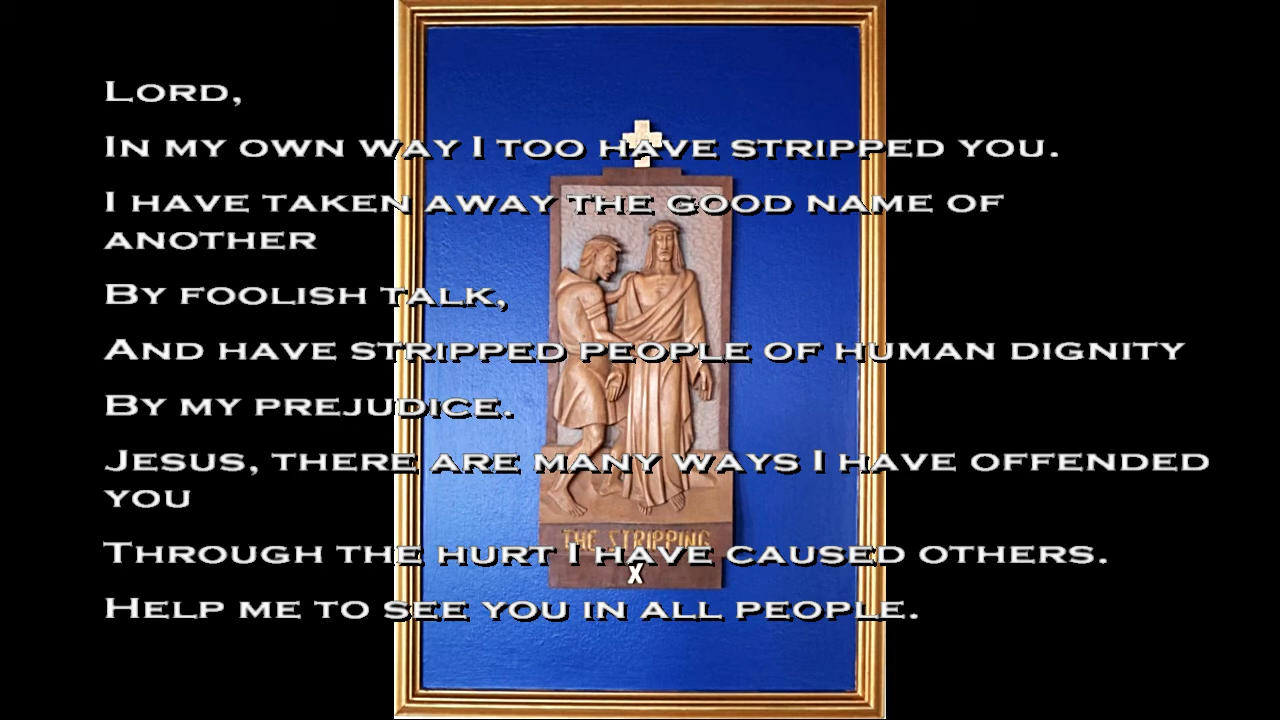 Lord,
In my own way I too have stripped you.
I have taken away the good name of
another
By foolish talk,
And have stripped people of human dignity
By my prejudice.
Jesus, there are many ways I have offended
you
Through the hurt I have caused others.
Help me to see you in all people.
THE STRIPPING
X